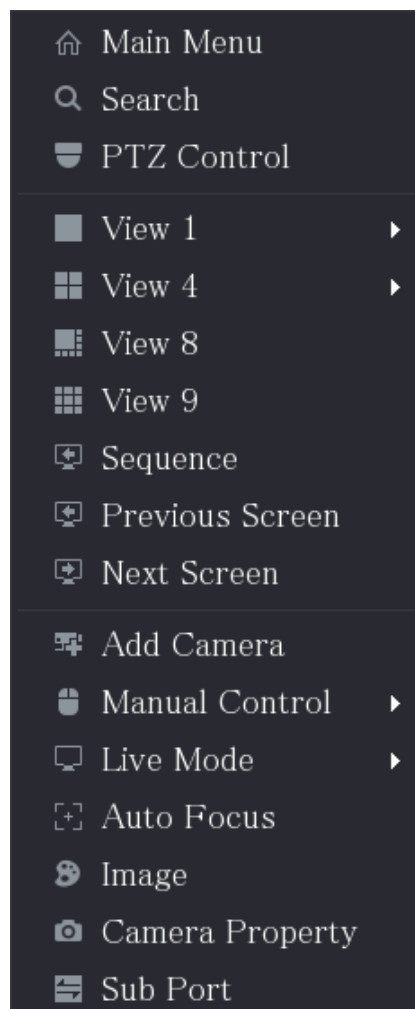 Main Menu
Search
PTZ Control
View 1
View 4
View 8
View 9
Sequence
Previous Screen
Next Screen
Add Camera
Manual Control
Live Mode
Auto Focus
Image
Camera Property
Sub Port